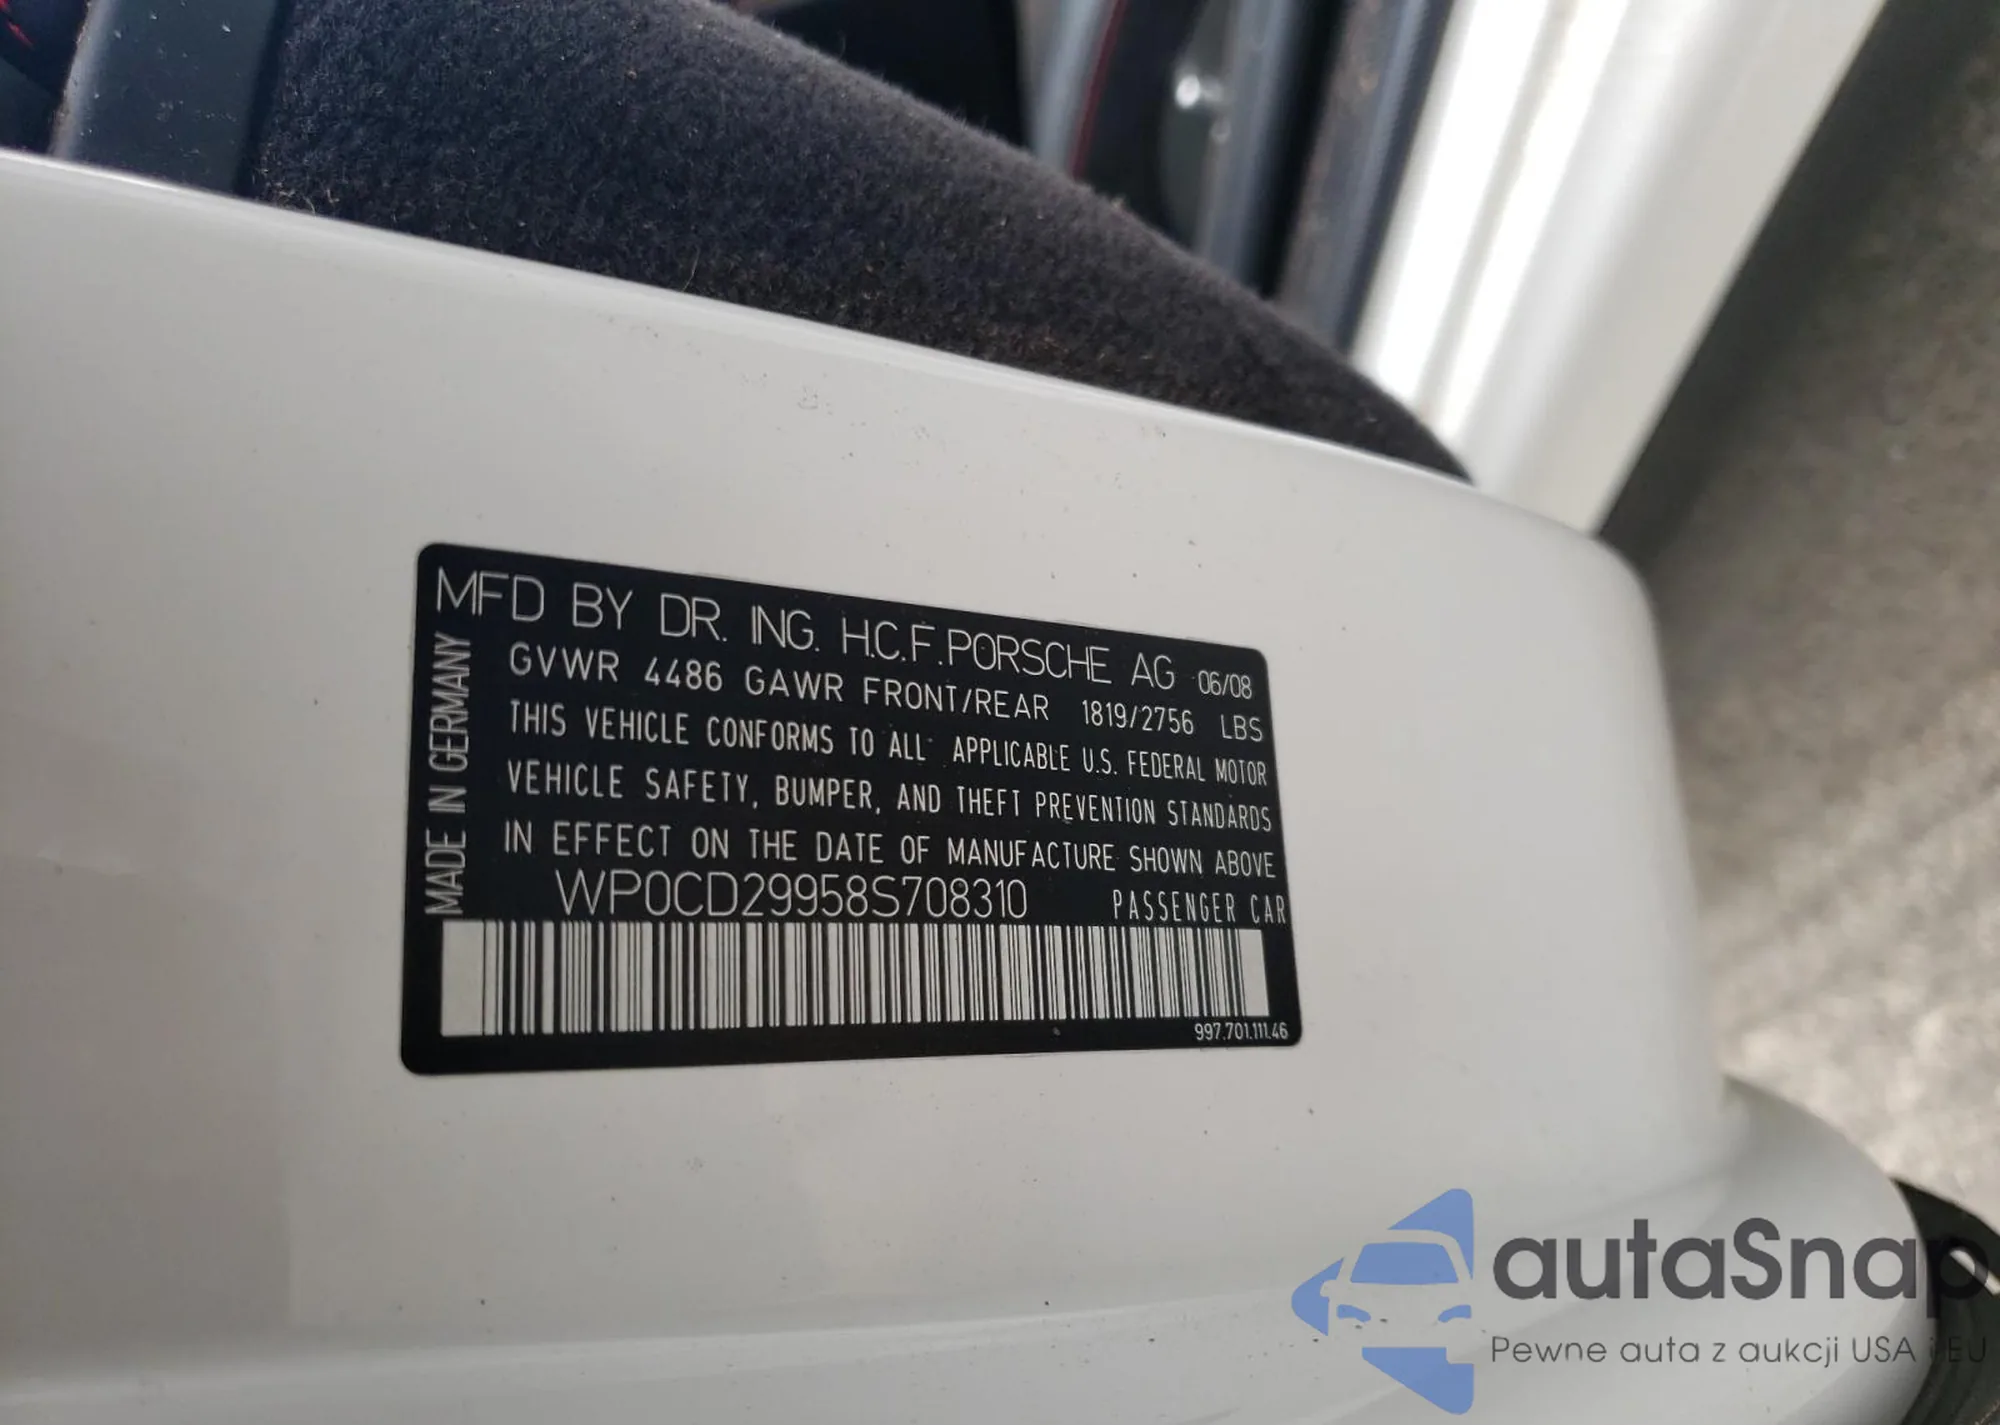 MFD BY DR. ING. H.C.F.PORSCHE AG 06/08
GVWR 4486 GAWR FRONT/REAR 1819/2756 LBS
THIS VEHICLE CONFORMS TO ALL APPLICABLE U.S. FEDERAL MOTOR
VEHICLE SAFETY, BUMPER, AND THEFT PREVENTION STANDARDS
IN EFFECT ON THE DATE OF MANUFACTURE SHOWN ABOVE
WP0CD29958S708310 PASSENGER CAR
997.701.111.46
MADE IN GERMANY
autaSnap
Pewne auta z aukcji USA i EU